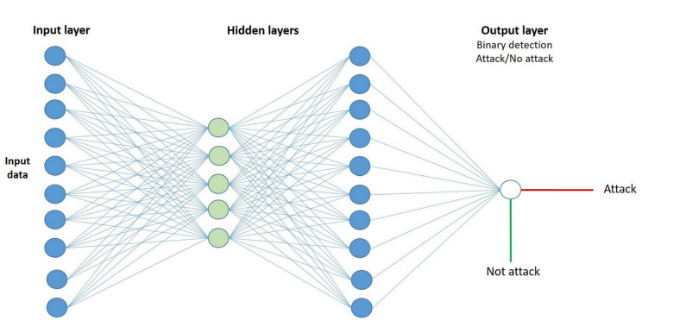 Input layer
Hidden layers
Output layer
Binary detection
Attack/No attack
Input
data
Attack
Not attack